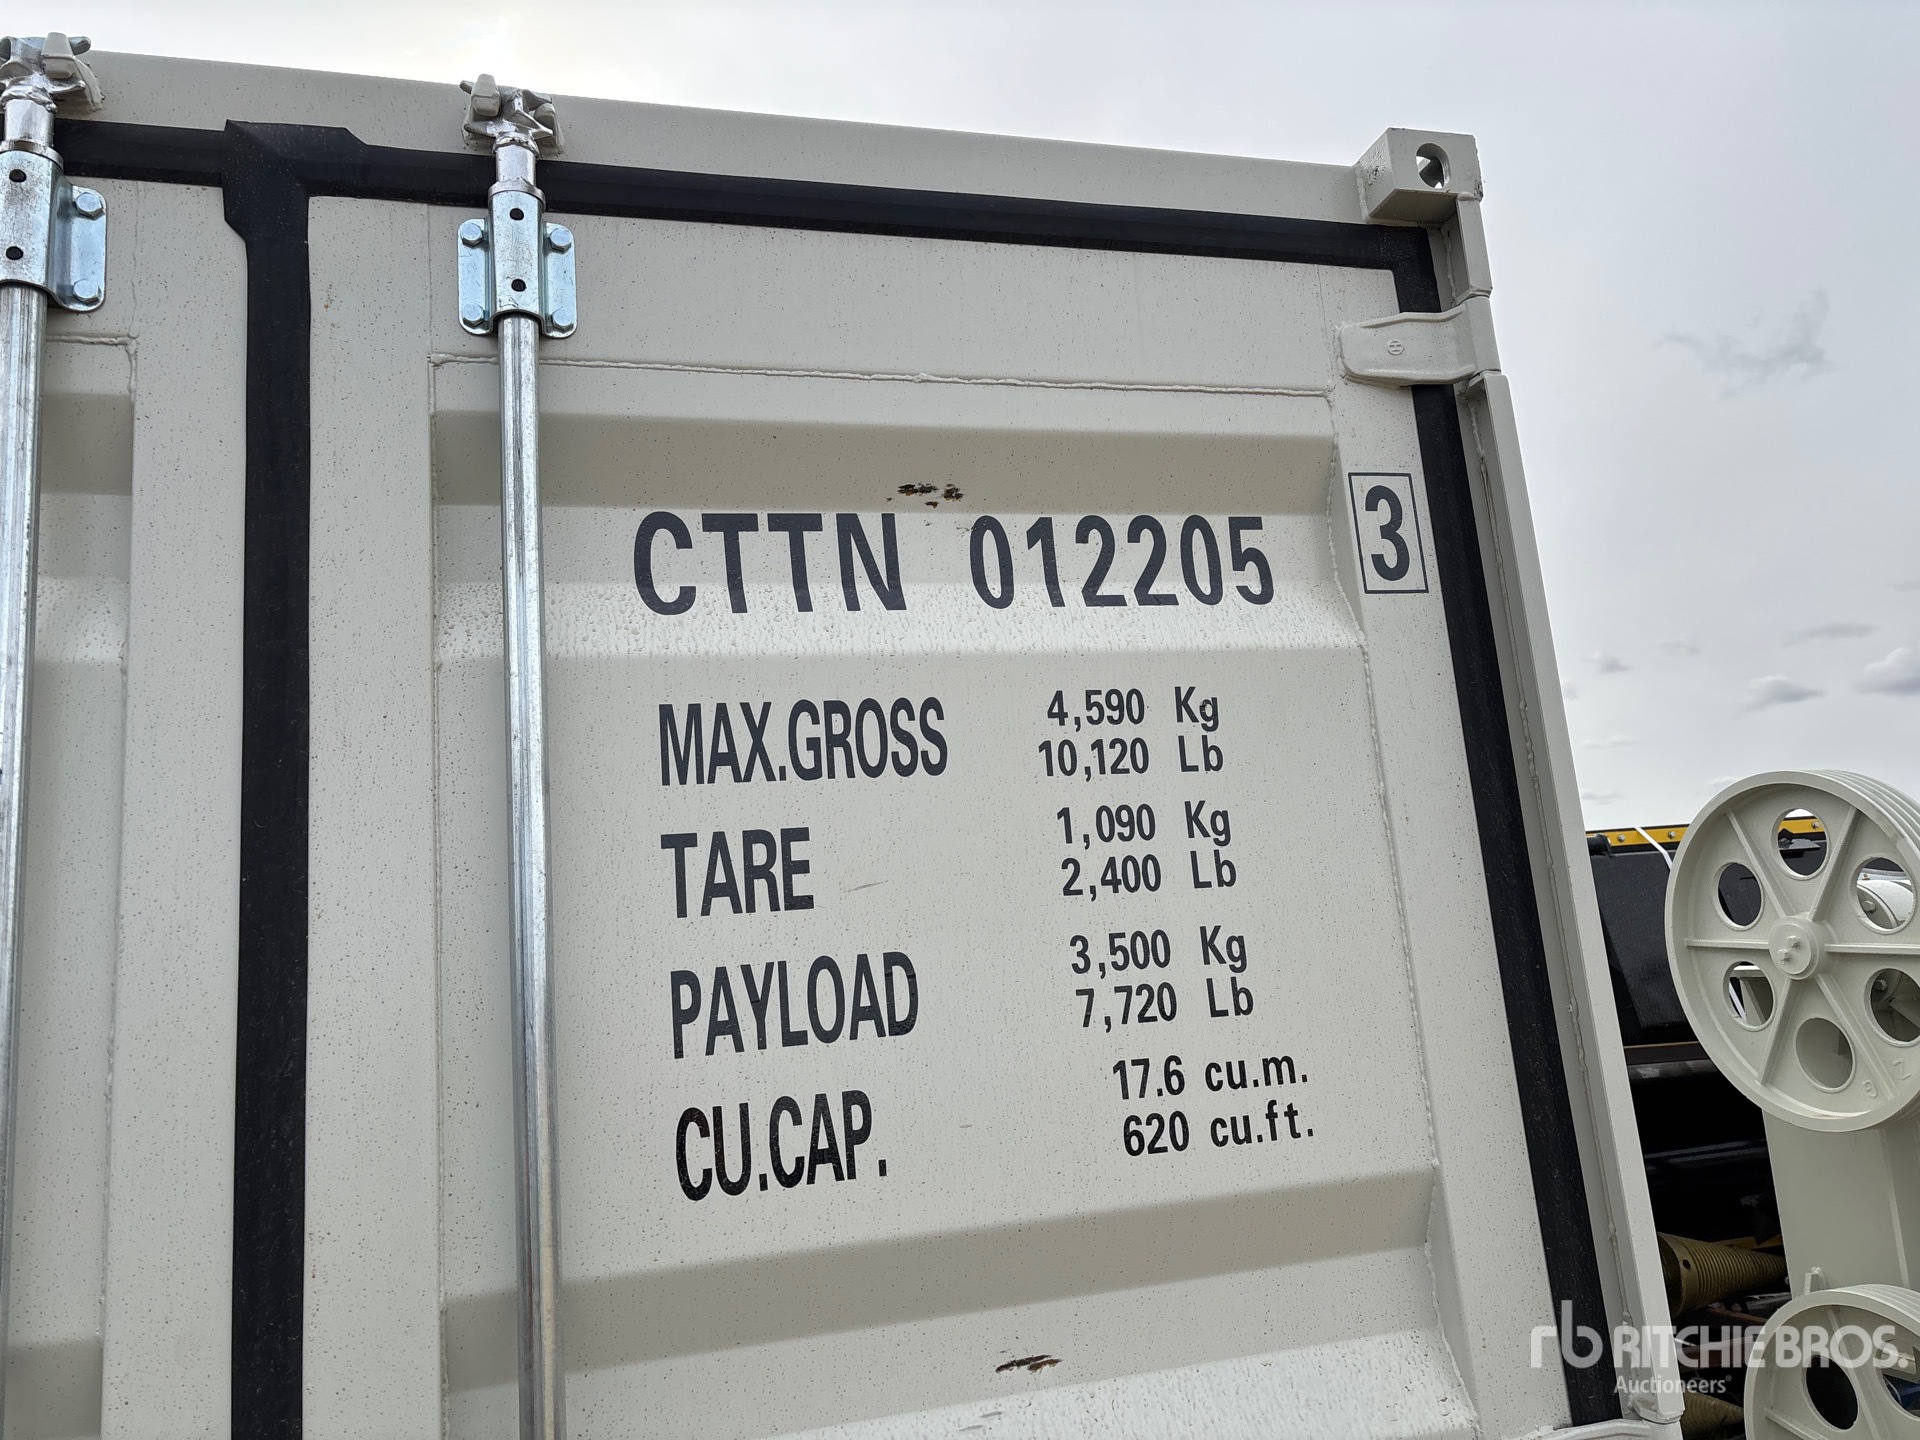 CTTN 012205 3
MAX.GROSS 4,590 Kg
10,120 Lb
TARE 1,090 Kg
2,400 Lb
PAYLOAD 3,500 Kg
7,720 Lb
CU.CAP. 17.6 cu.m.
620 cu.ft.
rb RITCHIE BROS.
Auctioneers